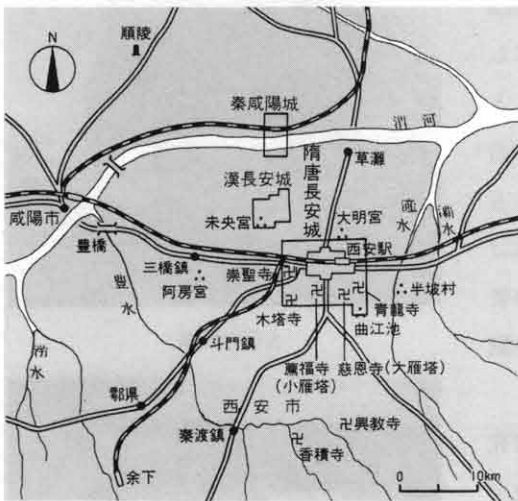 N
順陵
秦咸陽城
渭河
隋唐長安城
草灘
漢長安城
未央宮
大明宮
滻水
灞水
咸陽市
豊橋
西安駅
三橋鎮
崇聖寺
阿房宮
半坡村
青龍寺
木塔寺
曲江池
豊水
斗門鎮
薦福寺
(小雁塔)
慈恩寺(大雁塔)
鄠県
西安市
興教寺
秦渡鎮
香積寺
余下
0
10km